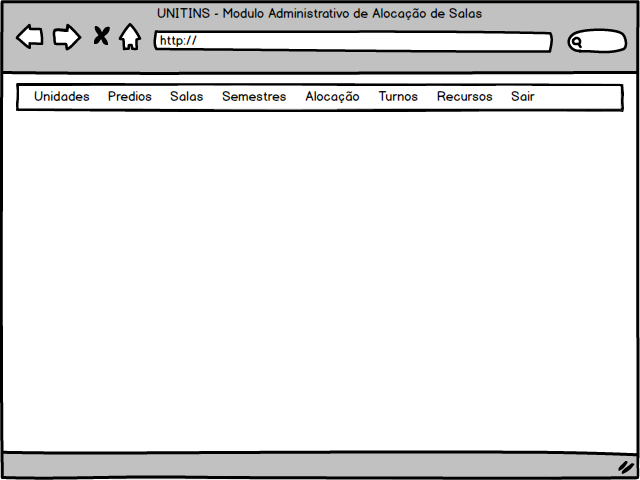 UNITINS - Modulo Administrativo de Alocação de Salas
http://
Unidades Predios Salas Semestres Alocação Turnos Recursos Sair